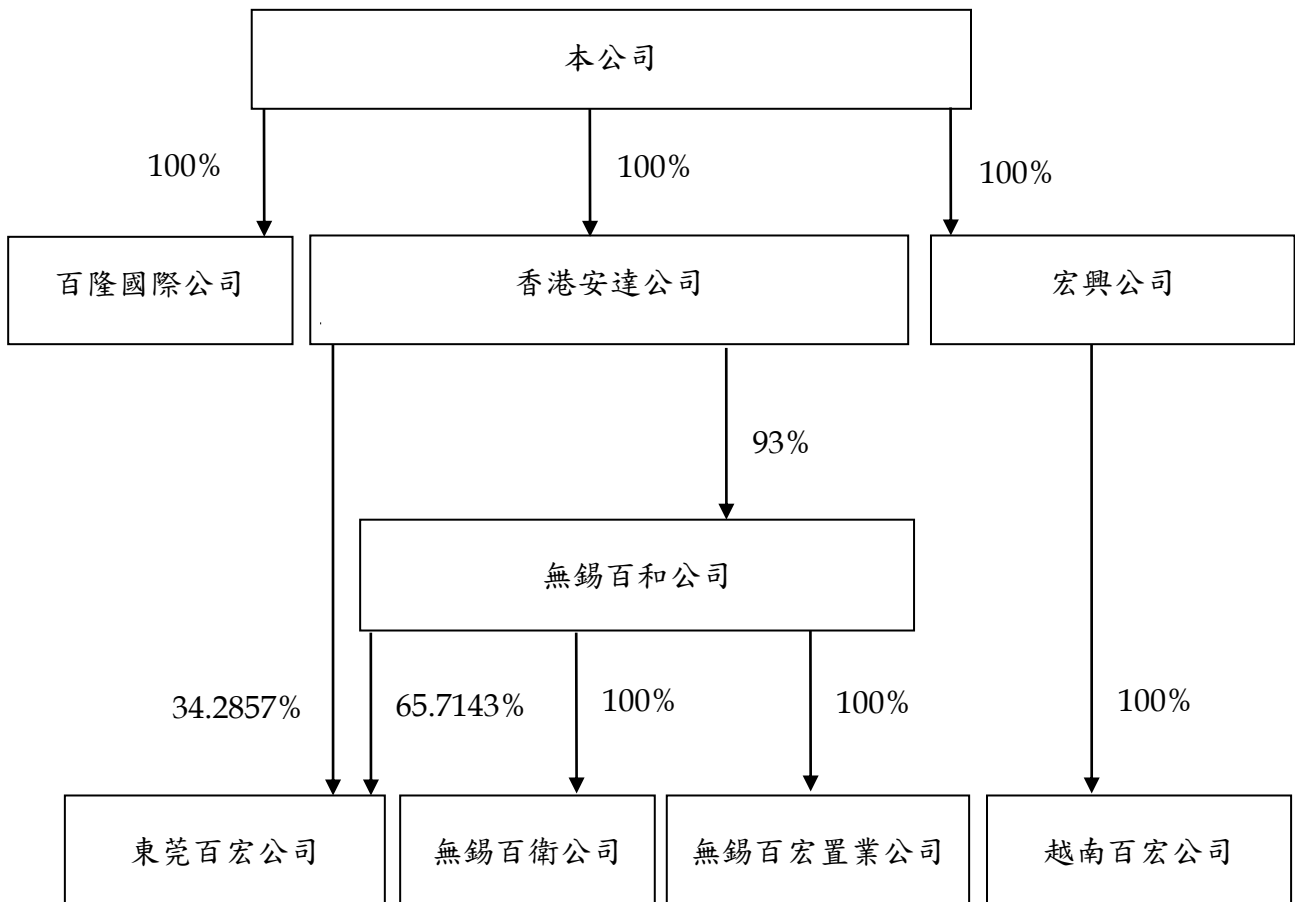 本公司
100%
100%
100%
百隆國際公司
香港安達公司
宏興公司
93%
無錫百和公司
34.2857%
65.7143%
100%
100%
100%
東莞百宏公司
無錫百衛公司
無錫百宏置業公司
越南百宏公司